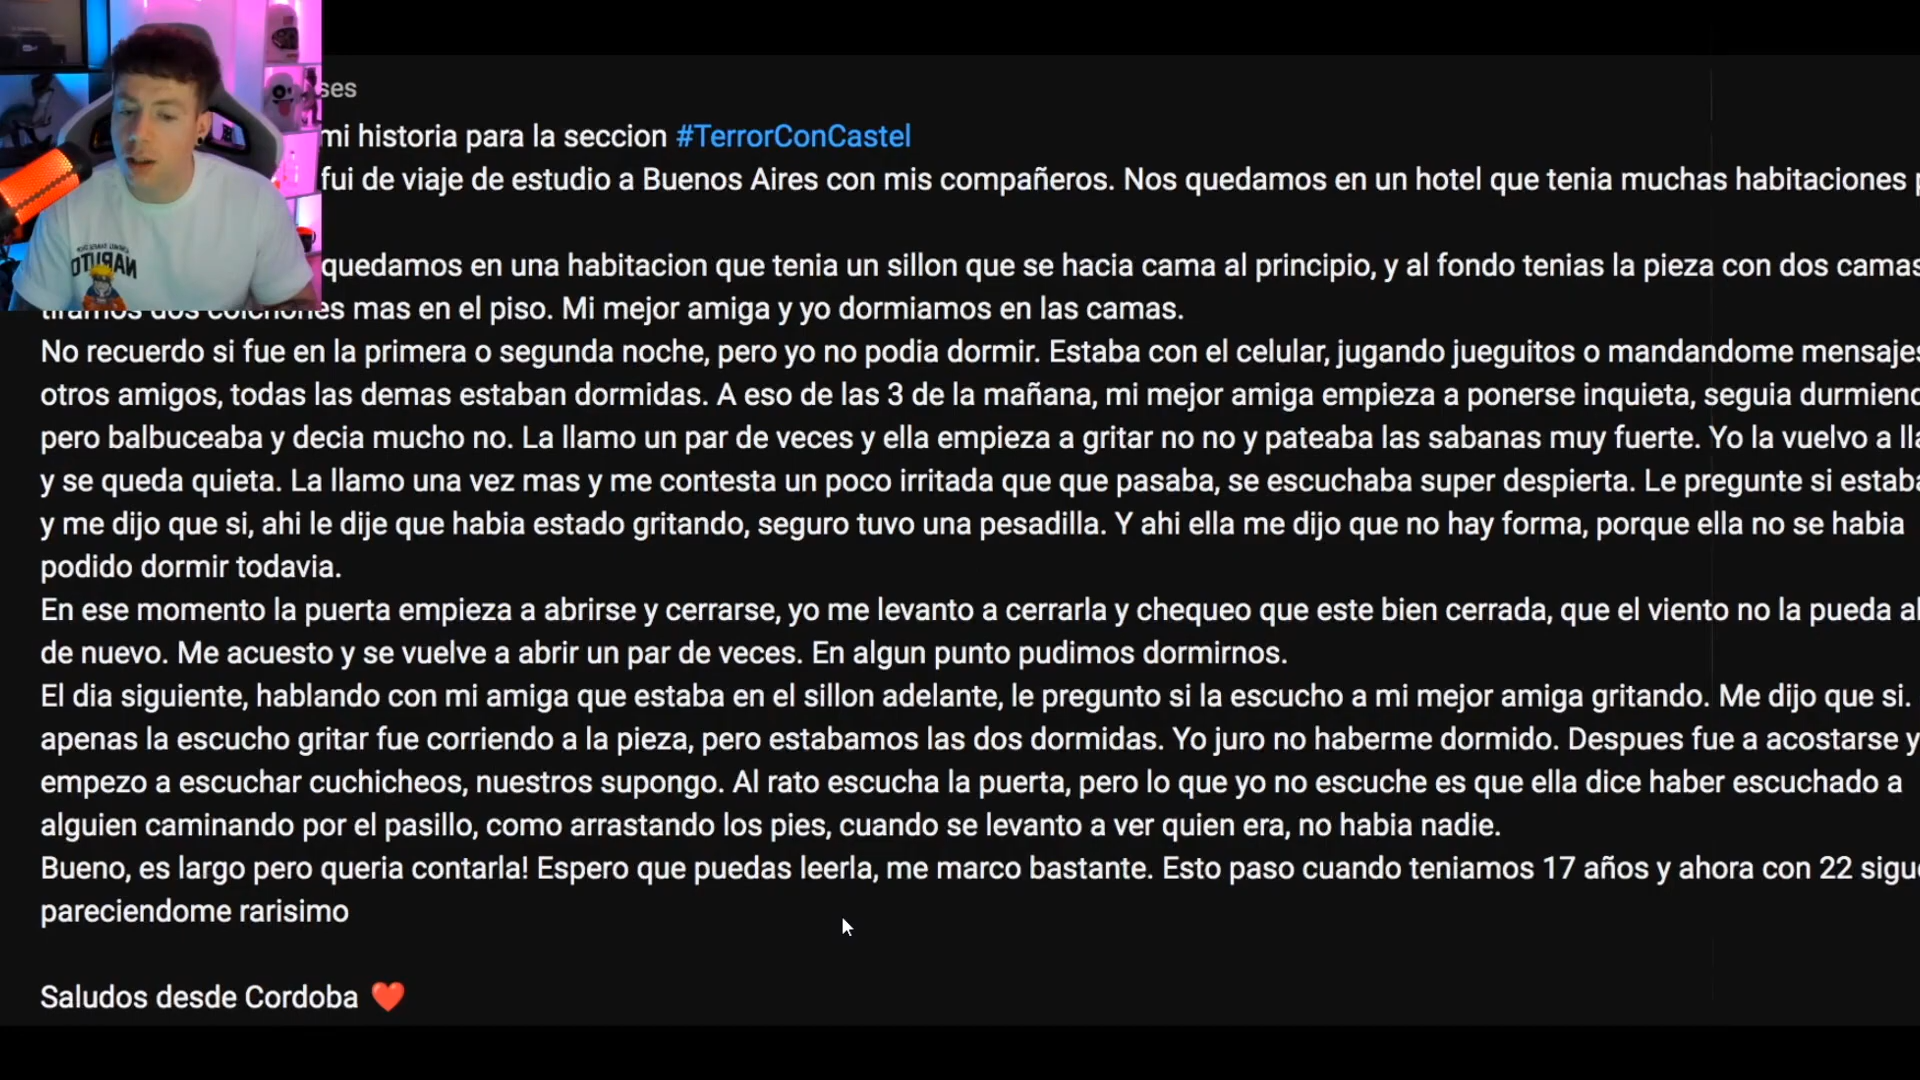 ses
mi historia para la seccion #TerrorConCastel
fui de viaje de estudio a Buenos Aires con mis compañeros. Nos quedamos en un hotel que tenia muchas habitaciones
quedamos en una habitacion que tenia un sillon que se hacia cama al principio, y al fondo tenias la pieza con dos camas
tiramos dos colchones mas en el piso. Mi mejor amiga y yo dormiamos en las camas.
No recuerdo si fue en la primera o segunda noche, pero yo no podia dormir. Estaba con el celular, jugando jueguitos o mandandome mensajes
otros amigos, todas las demas estaban dormidas. A eso de las 3 de la mañana, mi mejor amiga empieza a ponerse inquieta, seguia durmiend
pero balbuceaba y decia mucho no. La llamo un par de veces y ella empieza a gritar no no y pateaba las sabanas muy fuerte. Yo la vuelvo a lla
y se queda quieta. La llamo una vez mas y me contesta un poco irritada que que pasaba, se escuchaba super despierta. Le pregunte si estaba
y me dijo que si, ahi le dije que habia estado gritando, seguro tuvo una pesadilla. Y ahi ella me dijo que no hay forma, porque ella no se habia
podido dormir todavia.
En ese momento la puerta empieza a abrirse y cerrarse, yo me levanto a cerrarla y chequeo que este bien cerrada, que el viento no la pueda ab
de nuevo. Me acuesto y se vuelve a abrir un par de veces. En algun punto pudimos dormirnos.
El dia siguiente, hablando con mi amiga que estaba en el sillon adelante, le pregunto si la escucho a mi mejor amiga gritando. Me dijo que si.
apenas la escucho gritar fue corriendo a la pieza, pero estabamos las dos dormidas. Yo juro no haberme dormido. Despues fue a acostarse y
empezo a escuchar cuchicheos, nuestros supongo. Al rato escucha la puerta, pero lo que yo no escuche es que ella dice haber escuchado a
alguien caminando por el pasillo, como arrastando los pies, cuando se levanto a ver quien era, no habia nadie.
Bueno, es largo pero queria contarla! Espero que puedas leerla, me marco bastante. Esto paso cuando teniamos 17 años y ahora con 22 sigu
pareciendome rarisimo
Saludos desde Cordoba ❤️
NARUTO